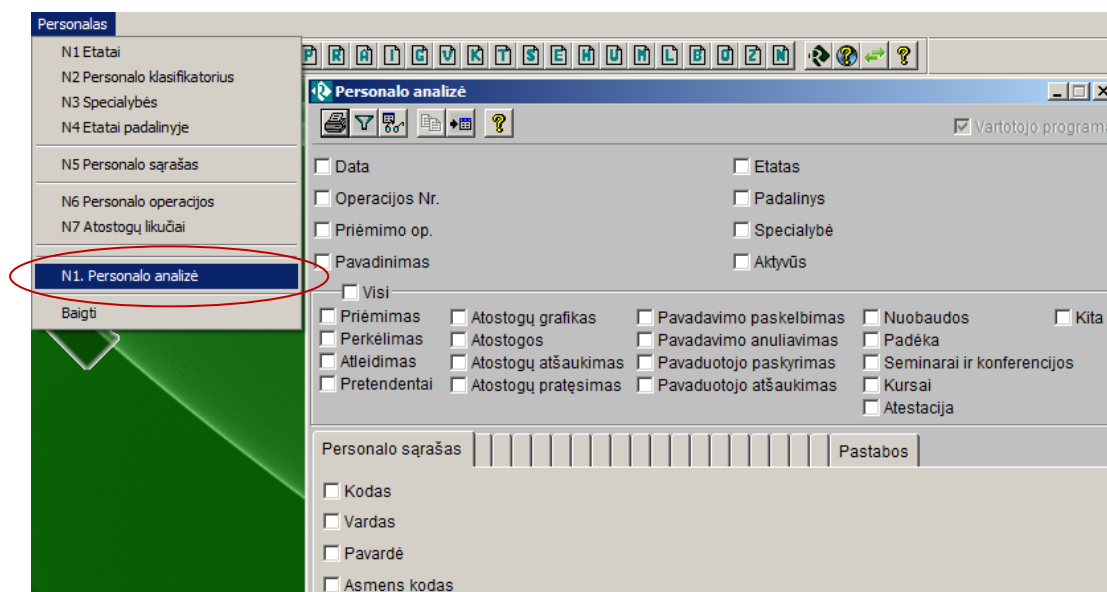 Personalas
N1 Etatai
N2 Personalo klasifikatorius
N3 Specialybės
N4 Etatai padalinyje
N5 Personalo sąrašas
N6 Personalo operacijos
N7 Atostogų likučiai
N1. Personalo analizė
Baigti
P R A I G V K T S E H U M L B O Z N
Personalo analizė
Vartotojo programa
Data
Etatas
Operacijos Nr.
Padalinys
Priėmimo op.
Specialybė
Pavadinimas
Aktyvūs
Visi
Priėmimas Atostogų grafikas Pavadavimo paskelbimas Nuobaudos Kita
Perkėlimas Atostogos Pavadavimo anuliavimas Padėka
Atleidimas Atostogų atšaukimas Pavaduotojo paskyrimas Seminarai ir konferencijos
Pretendentai Atostogų pratęsimas Pavaduotojo atšaukimas Kursai
Atestacija
Personalo sąrašas Pastabos
Kodas
Vardas
Pavardė
Asmens kodas